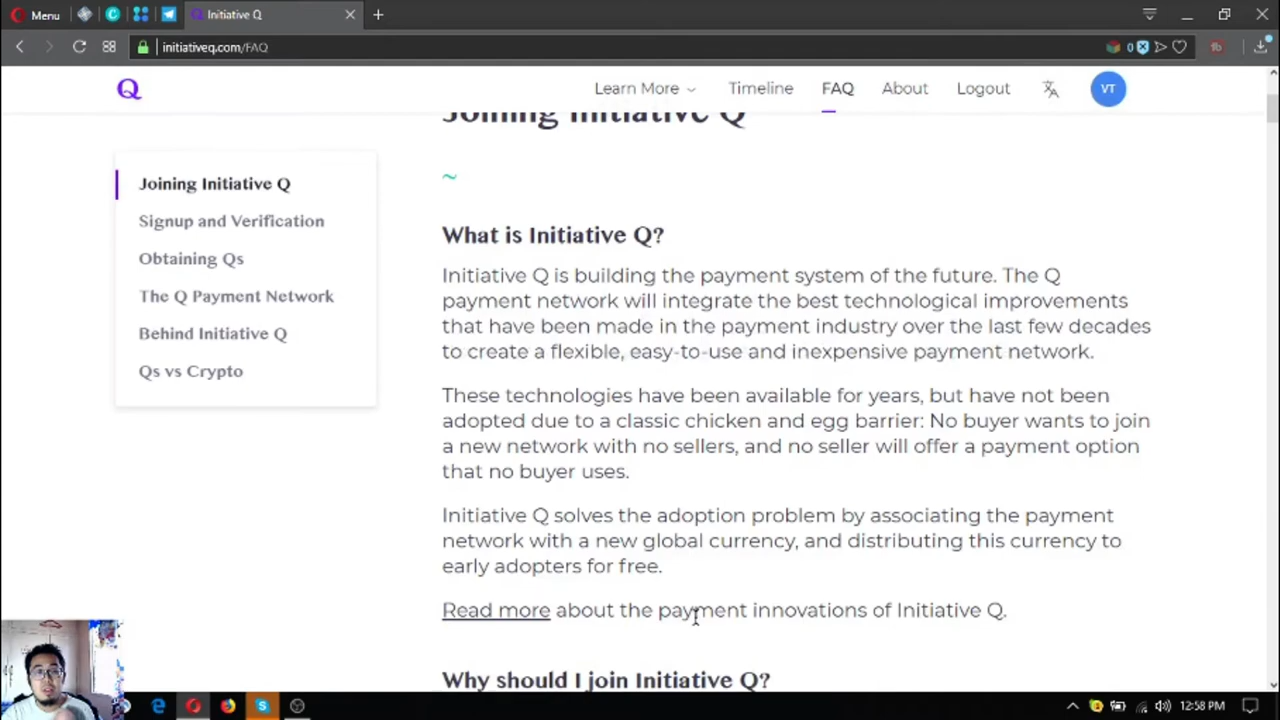 Menu
Initiative Q
initiativeq.com/FAQ
0
Q
Learn More
Timeline
FAQ
About
Logout
VT
Joining Initiative Q
Joining Initiative Q
Signup and Verification
Obtaining Qs
The Q Payment Network
Behind Initiative Q
Qs vs Crypto
~
What is Initiative Q?
Initiative Q is building the payment system of the future. The Q
payment network will integrate the best technological improvements
that have been made in the payment industry over the last few decades
to create a flexible, easy-to-use and inexpensive payment network.
These technologies have been available for years, but have not been
adopted due to a classic chicken and egg barrier: No buyer wants to join
a new network with no sellers, and no seller will offer a payment option
that no buyer uses.
Initiative Q solves the adoption problem by associating the payment
network with a new global currency, and distributing this currency to
early adopters for free.
Read more about the payment innovations of Initiative Q.
Why should I join Initiative Q?
12:58 PM